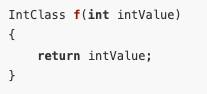 IntClass f(int intValue)
{
    return intValue;
}